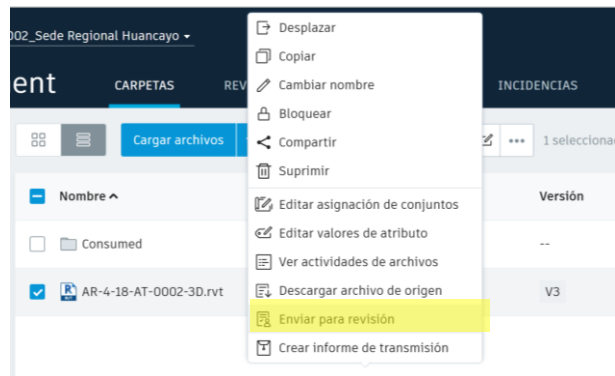 002_Sede Regional Huancayo
ent
CARPETAS
REV
INCIDENCIAS
Cargar archivos
1 selecciona
Nombre
Versión
Consumed
--
AR-4-18-AT-0002-3D.rvt
V3
Desplazar
Copiar
Cambiar nombre
Bloquear
Compartir
Suprimir
Editar asignación de conjuntos
Editar valores de atributo
Ver actividades de archivos
Descargar archivo de origen
Enviar para revisión
Crear informe de transmisión